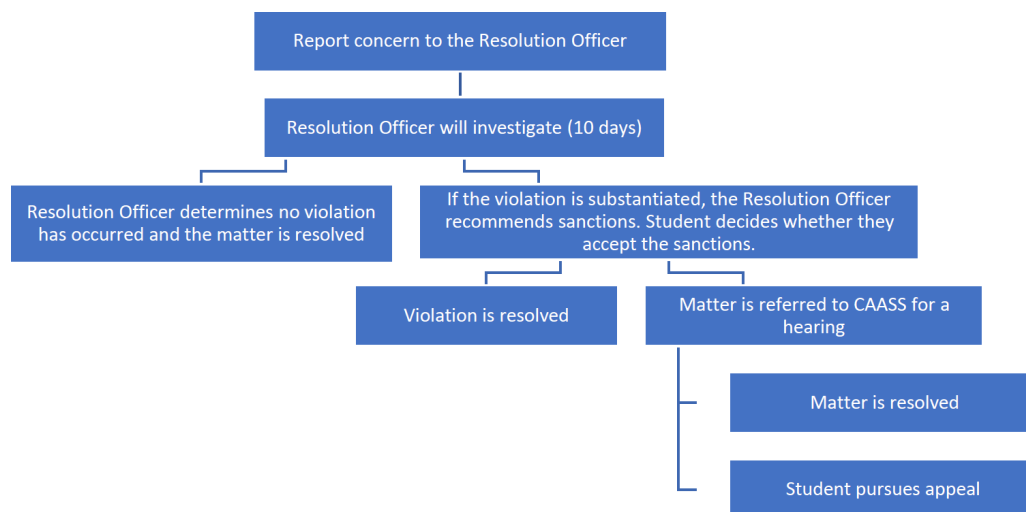 Report concern to the Resolution Officer
Resolution Officer will investigate (10 days)
Resolution Officer determines no violation
has occurred and the matter is resolved
If the violation is substantiated, the Resolution Officer
recommends sanctions. Student decides whether they
accept the sanctions.
Violation is resolved
Matter is referred to CAASS for a
hearing
Matter is resolved
Student pursues appeal